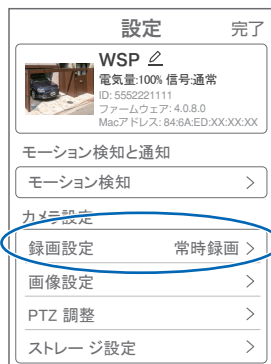 設定 完了
WSP
電気量:100% 信号:通常
ID: 5552221111
ファームウェア: 4.0.8.0
Macアドレス: 84:6A:ED:XX:XX:XX
モーション検知と通知
モーション検知 >
カメラ設定
録画設定 常時録画 >
画像設定 >
PTZ 調整 >
ストレージ設定 >